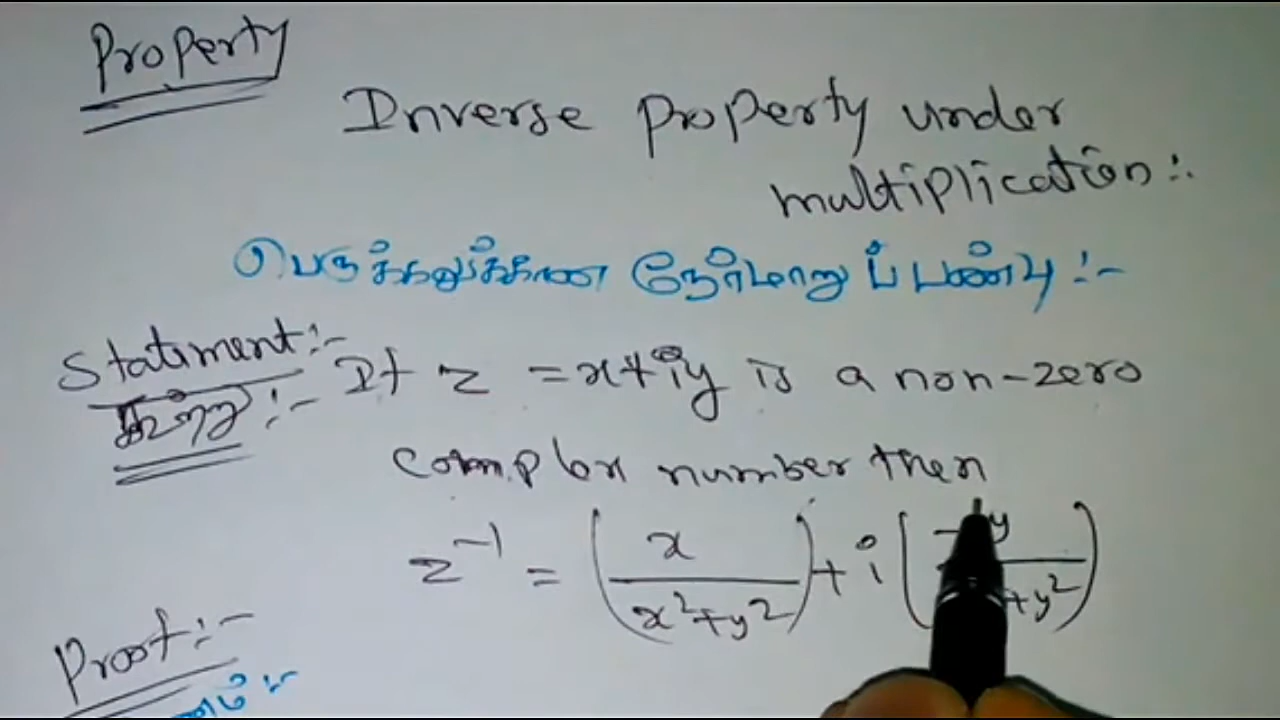 Property
Inverse property under
multiplication :-
பெருக்கலுக்கான நேர்மாறுப் பண்பு :-
Statement :- If z = x+iy is a non-zero
கூற்று :-
complex number then
z⁻¹ = (x / x²+y²) + i (-y / +y²)
Proof :-